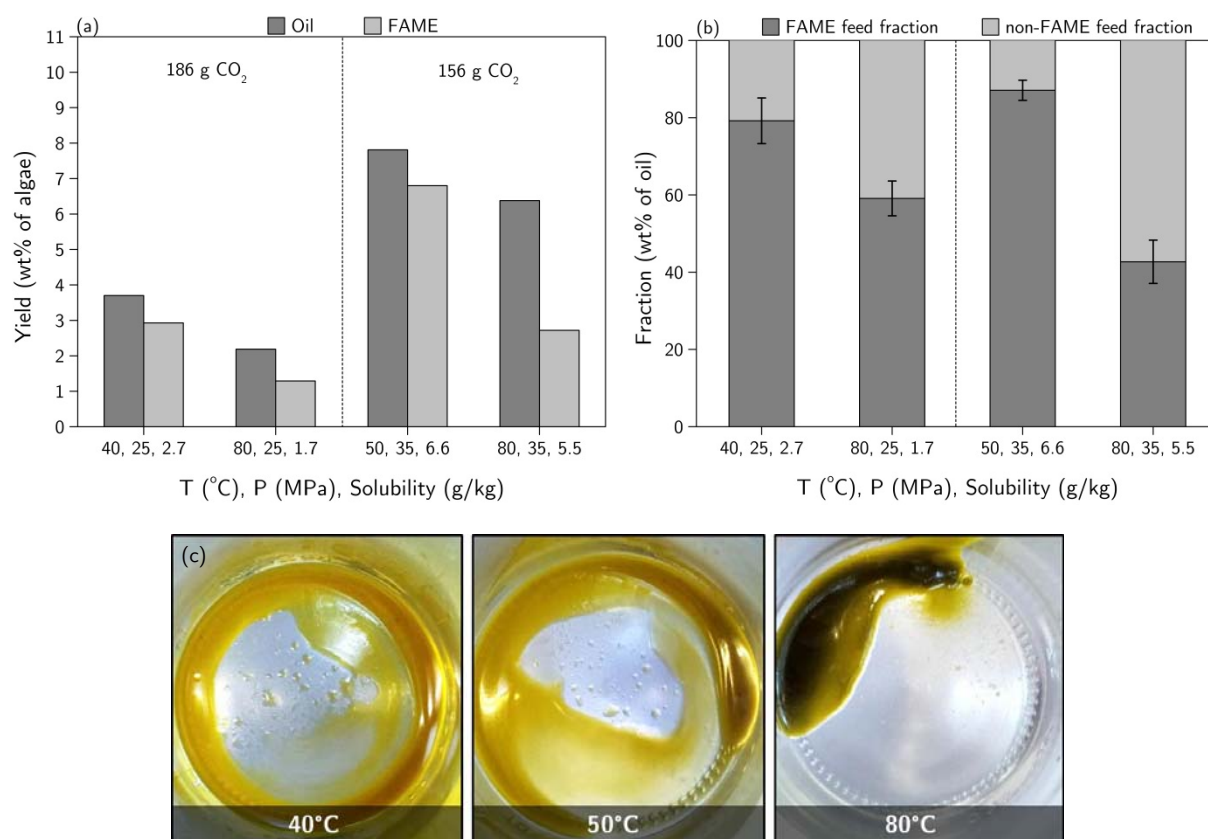 (a) Oil FAME
186 g CO2 156 g CO2
11
10
9
8
7
6
5
4
3
2
1
0
Yield (wt% of algae)
40, 25, 2.7 80, 25, 1.7 50, 35, 6.6 80, 35, 5.5
T (°C), P (MPa), Solubility (g/kg)
(b) FAME feed fraction non-FAME feed fraction
100
80
60
40
20
0
Fraction (wt% of oil)
40, 25, 2.7 80, 25, 1.7 50, 35, 6.6 80, 35, 5.5
T (°C), P (MPa), Solubility (g/kg)
(c)
40°C 50°C 80°C